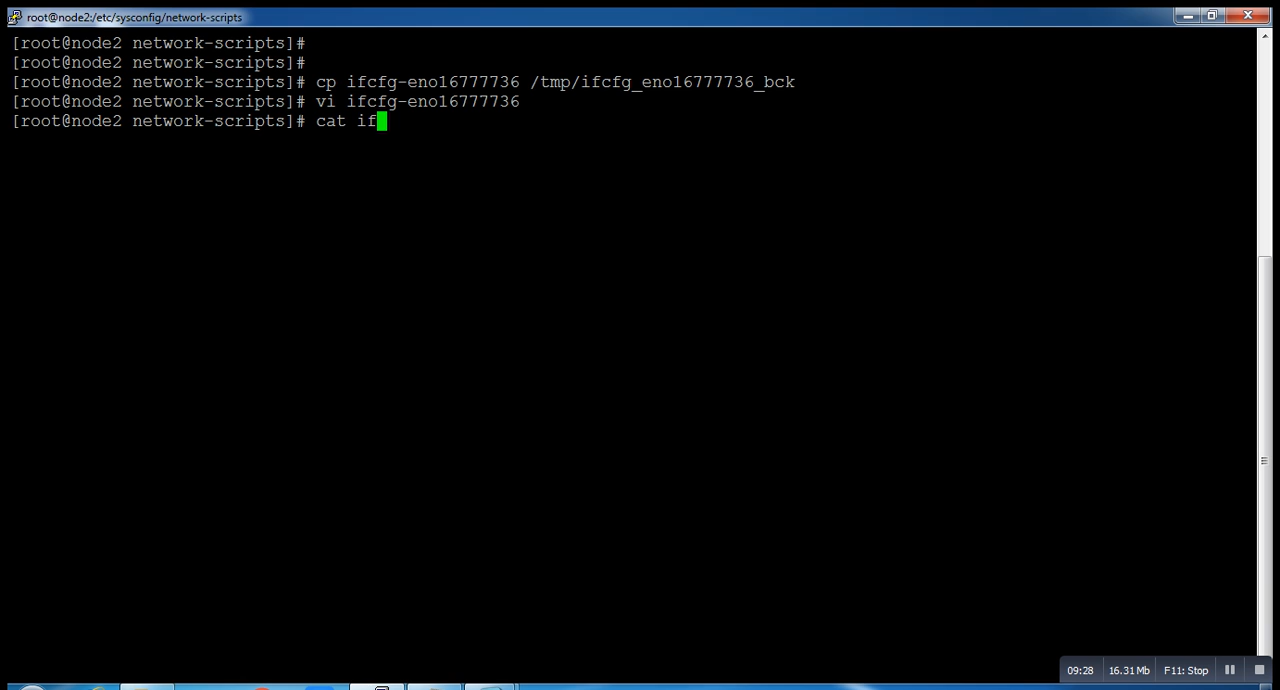 root@node2:/etc/sysconfig/network-scripts
[root@node2 network-scripts]#
[root@node2 network-scripts]#
[root@node2 network-scripts]# cp ifcfg-eno16777736 /tmp/ifcfg_eno16777736_bck
[root@node2 network-scripts]# vi ifcfg-eno16777736
[root@node2 network-scripts]# cat if
09:28 16.31 Mb F11: Stop